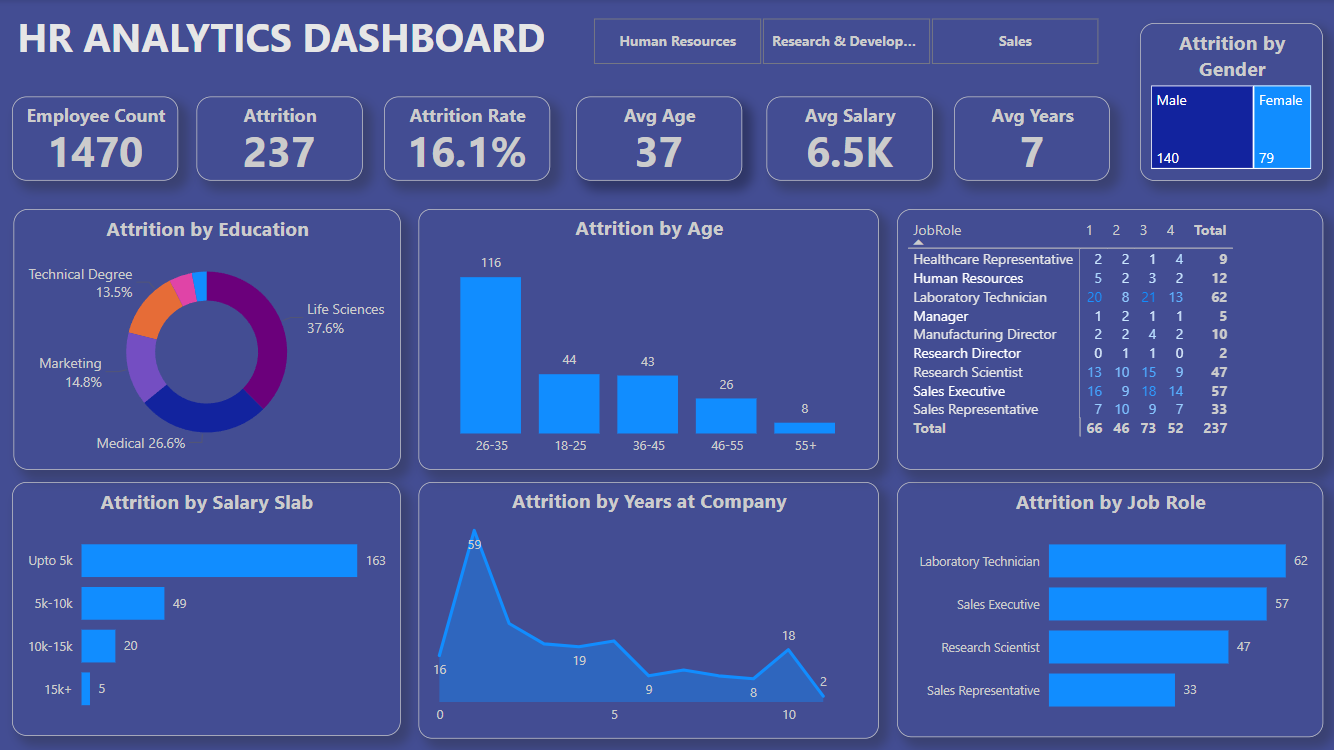 HR ANALYTICS DASHBOARD
Human Resources
Research & Develop...
Sales
Attrition by
Gender
Male
Female
140
79
Employee Count
1470
Attrition
237
Attrition Rate
16.1%
Avg Age
37
Avg Salary
6.5K
Avg Years
7
Attrition by Education
Technical Degree
13.5%
Life Sciences
37.6%
Marketing
14.8%
Medical 26.6%
Attrition by Age
116
44
43
26
8
26-35
18-25
36-45
46-55
55+
JobRole 1 2 3 4 Total
Healthcare Representative 2 2 1 4 9
Human Resources 5 2 3 2 12
Laboratory Technician 20 8 21 13 62
Manager 1 2 1 1 5
Manufacturing Director 2 2 4 2 10
Research Director 0 1 1 0 2
Research Scientist 13 10 15 9 47
Sales Executive 16 9 18 14 57
Sales Representative 7 10 9 7 33
Total 66 46 73 52 237
Attrition by Salary Slab
Upto 5k 163
5k-10k 49
10k-15k 20
15k+ 5
Attrition by Years at Company
59
16
19
9
8
18
2
0
5
10
Attrition by Job Role
Laboratory Technician 62
Sales Executive 57
Research Scientist 47
Sales Representative 33